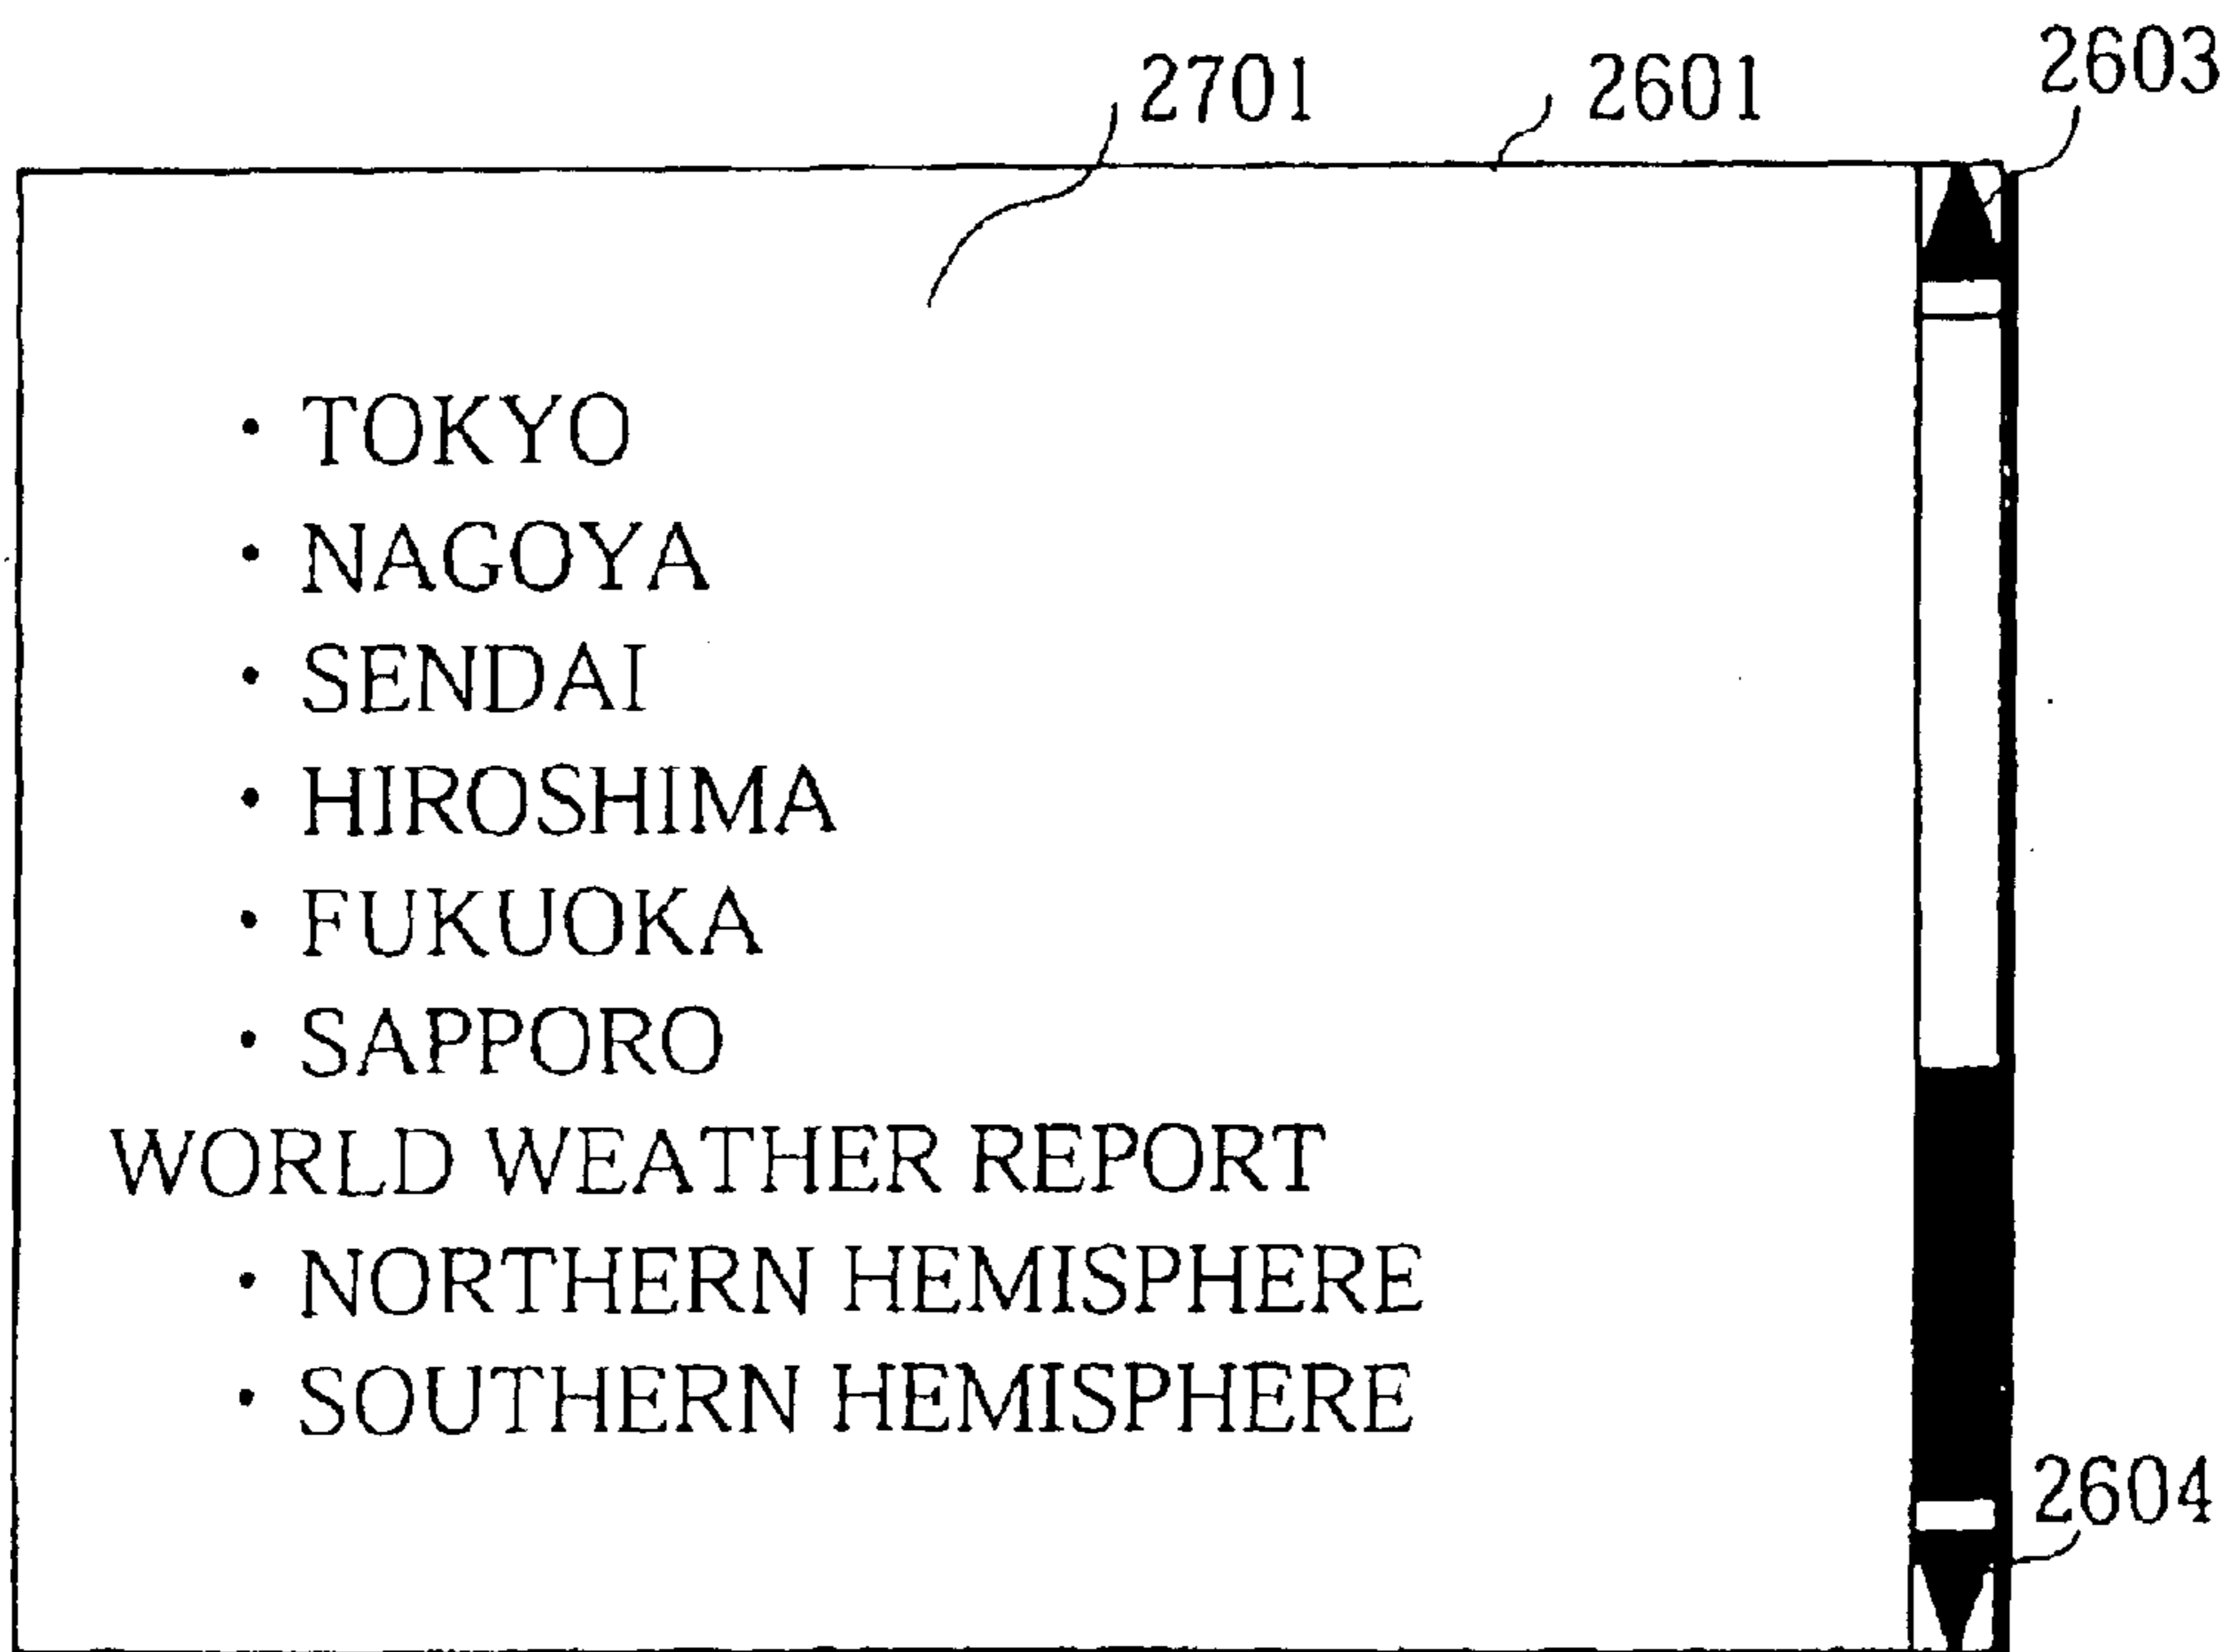 2603
2701 2601
・ TOKYO
・ NAGOYA
・ SENDAI
・ HIROSHIMA
・ FUKUOKA
・ SAPPORO
WORLD WEATHER REPORT
・ NORTHERN HEMISPHERE
・ SOUTHERN HEMISPHERE
2604